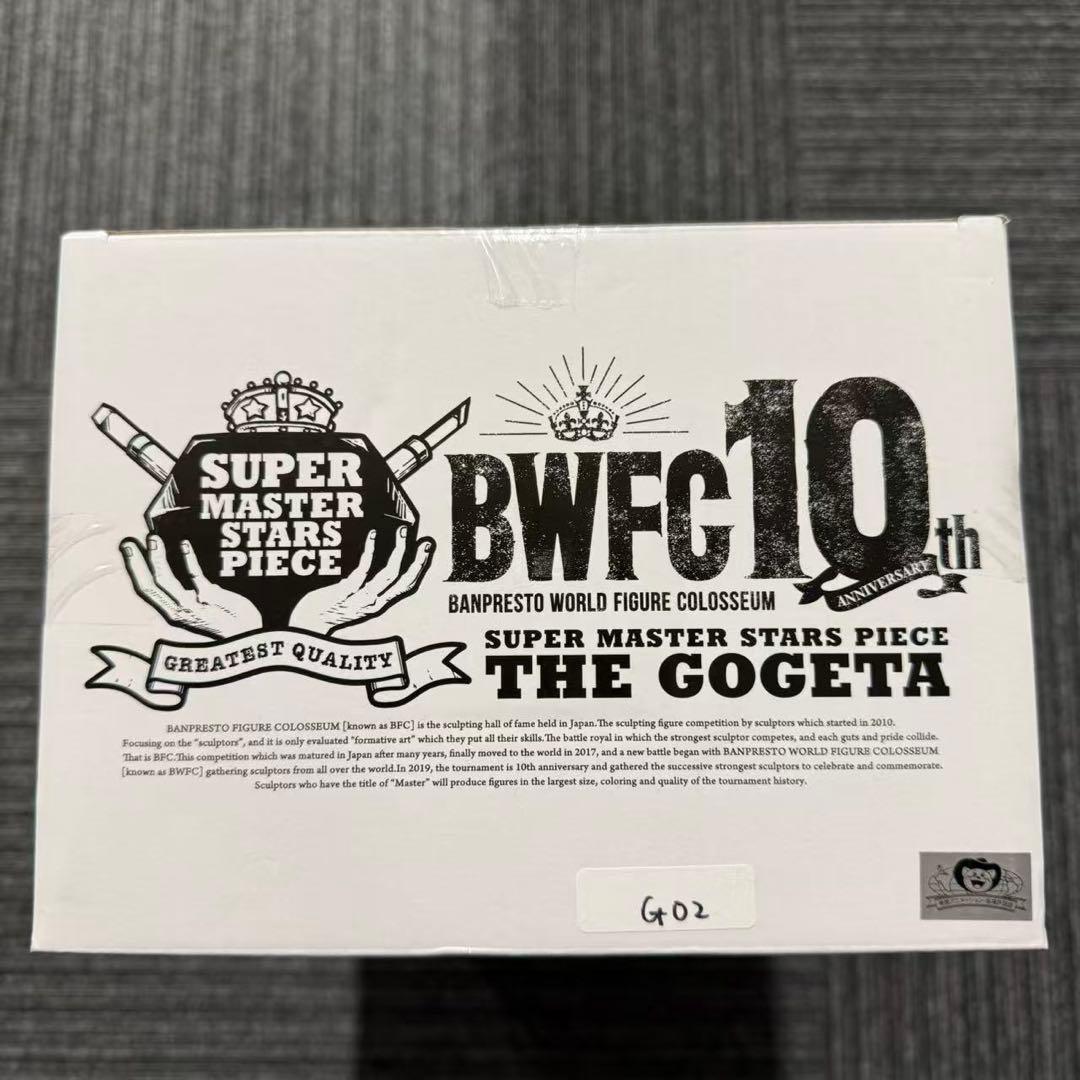 SUPER
MASTER
STARS
PIECE
GREATEST QUALITY
BWFC 10th
ANNIVERSARY
BANPRESTO WORLD FIGURE COLOSSEUM
SUPER MASTER STARS PIECE
THE GOGETA
BANPRESTO FIGURE COLOSSEUM [known as BFC] is the sculpting hall of fame held in Japan.The sculpting figure competition by sculptors which started in 2010.
Focusing on the "sculptors", and it is only evaluated "formative art" which they put all their skills.The battle royal in which the strongest sculptor competes, and each guts and pride collide.
That is BFC.This competition which was matured in Japan after many years, finally moved to the world in 2017, and a new battle began with BANPRESTO WORLD FIGURE COLOSSEUM
[known as BWFC] gathering sculptors from all over the world.In 2019, the tournament is 10th anniversary and gathered the successive strongest sculptors to celebrate and commemorate.
Sculptors who have the title of "Master" will produce figures in the largest size, coloring and quality of the tournament history.
G02